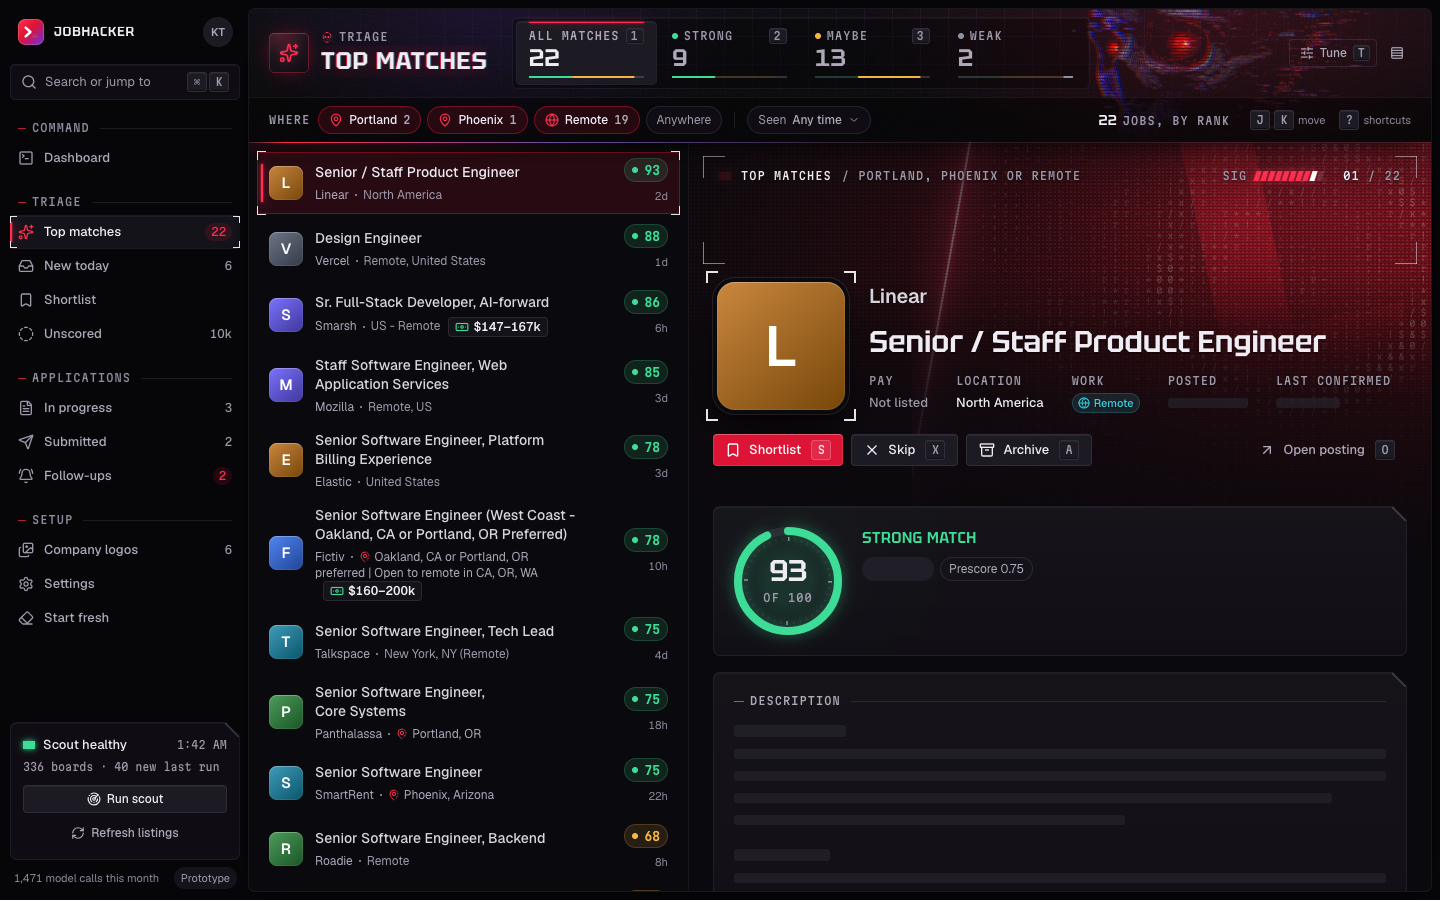 JOBHACKER
KT
Search or jump to
⌘ K
COMMAND
Dashboard
TRIAGE
Top matches 22
New today 6
Shortlist
Unscored 10k
APPLICATIONS
In progress 3
Submitted 2
Follow-ups 2
SETUP
Company logos 6
Settings
Start fresh
Scout healthy 1:42 AM
336 boards · 40 new last run
Run scout
Refresh listings
1,471 model calls this month Prototype
TRIAGE
TOP MATCHES
ALL MATCHES 1
22
STRONG 2
9
MAYBE 3
13
WEAK
2
Tune T
WHERE Portland 2 Phoenix 1 Remote 19 Anywhere Seen Any time
22 JOBS, BY RANK J K move ? shortcuts
L
Senior / Staff Product Engineer 93
Linear · North America 2d
V
Design Engineer 88
Vercel · Remote, United States 1d
S
Sr. Full-Stack Developer, AI-forward 86
Smarsh · US - Remote $147–167k 6h
M
Staff Software Engineer, Web
Application Services 85
Mozilla · Remote, US 3d
E
Senior Software Engineer, Platform
Billing Experience 78
Elastic · United States 3d
F
Senior Software Engineer (West Coast -
Oakland, CA or Portland, OR Preferred) 78
Fictiv · Oakland, CA or Portland, OR
preferred | Open to remote in CA, OR, WA 10h
$160–200k
T
Senior Software Engineer, Tech Lead 75
Talkspace · New York, NY (Remote) 4d
P
Senior Software Engineer,
Core Systems 75
Panthalassa · Portland, OR 18h
S
Senior Software Engineer 75
SmartRent · Phoenix, Arizona 22h
R
Senior Software Engineer, Backend 68
Roadie · Remote 8h
TOP MATCHES / PORTLAND, PHOENIX OR REMOTE
SIG 01 / 22
L
Linear
Senior / Staff Product Engineer
PAY LOCATION WORK POSTED LAST CONFIRMED
Not listed North America Remote
Shortlist S Skip X Archive A Open posting O
93
OF 100
STRONG MATCH
Prescore 0.75
DESCRIPTION